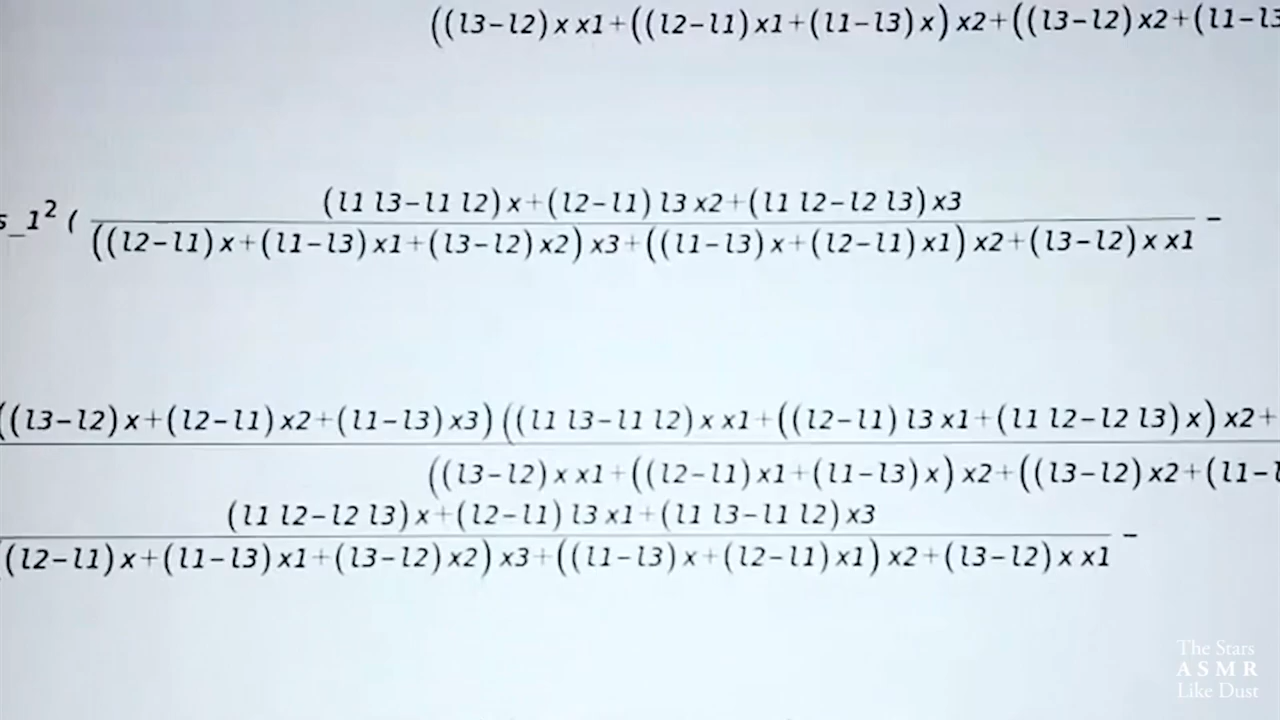 ((l3−l2) x x1+((l2−l1) x1+(l1−l3) x) x2+((l3−l2) x2+(l1−l3
(l1 l3−l1 l2) x+(l2−l1) l3 x2+(l1 l2−l2 l3) x3
s_1² ( ―
((l2−l1) x+(l1−l3) x1+(l3−l2) x2) x3+((l1−l3) x+(l2−l1) x1) x2+(l3−l2) x x1
((l3−l2) x+(l2−l1) x2+(l1−l3) x3) ((l1 l3−l1 l2) x x1+((l2−l1) l3 x1+(l1 l2−l2 l3) x) x2+
((l3−l2) x x1+((l2−l1) x1+(l1−l3) x) x2+((l3−l2) x2+(l1−l
(l1 l2−l2 l3) x+(l2−l1) l3 x1+(l1 l3−l1 l2) x3
−
(l2−l1) x+(l1−l3) x1+(l3−l2) x2) x3+((l1−l3) x+(l2−l1) x1) x2+(l3−l2) x x1
The Stars
ASMR
Like Dust